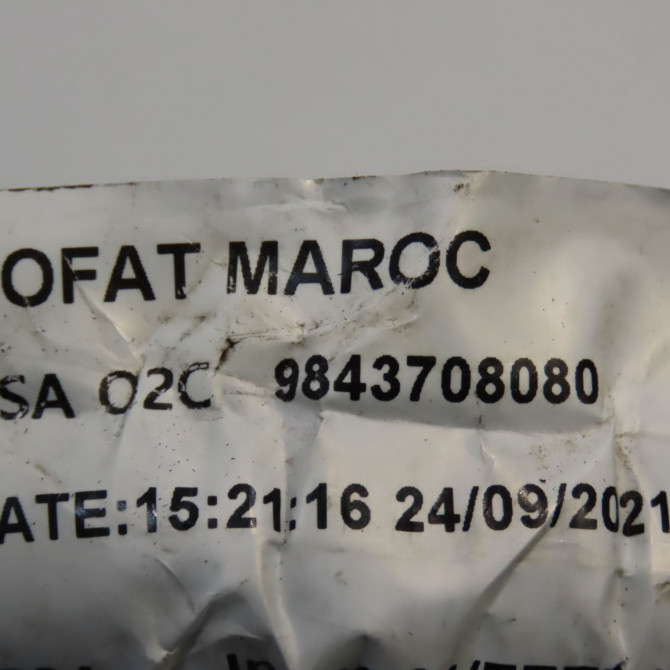 OFAT MAROC
SA O2C 9843708080
ATE:15:21:16 24/09/2021